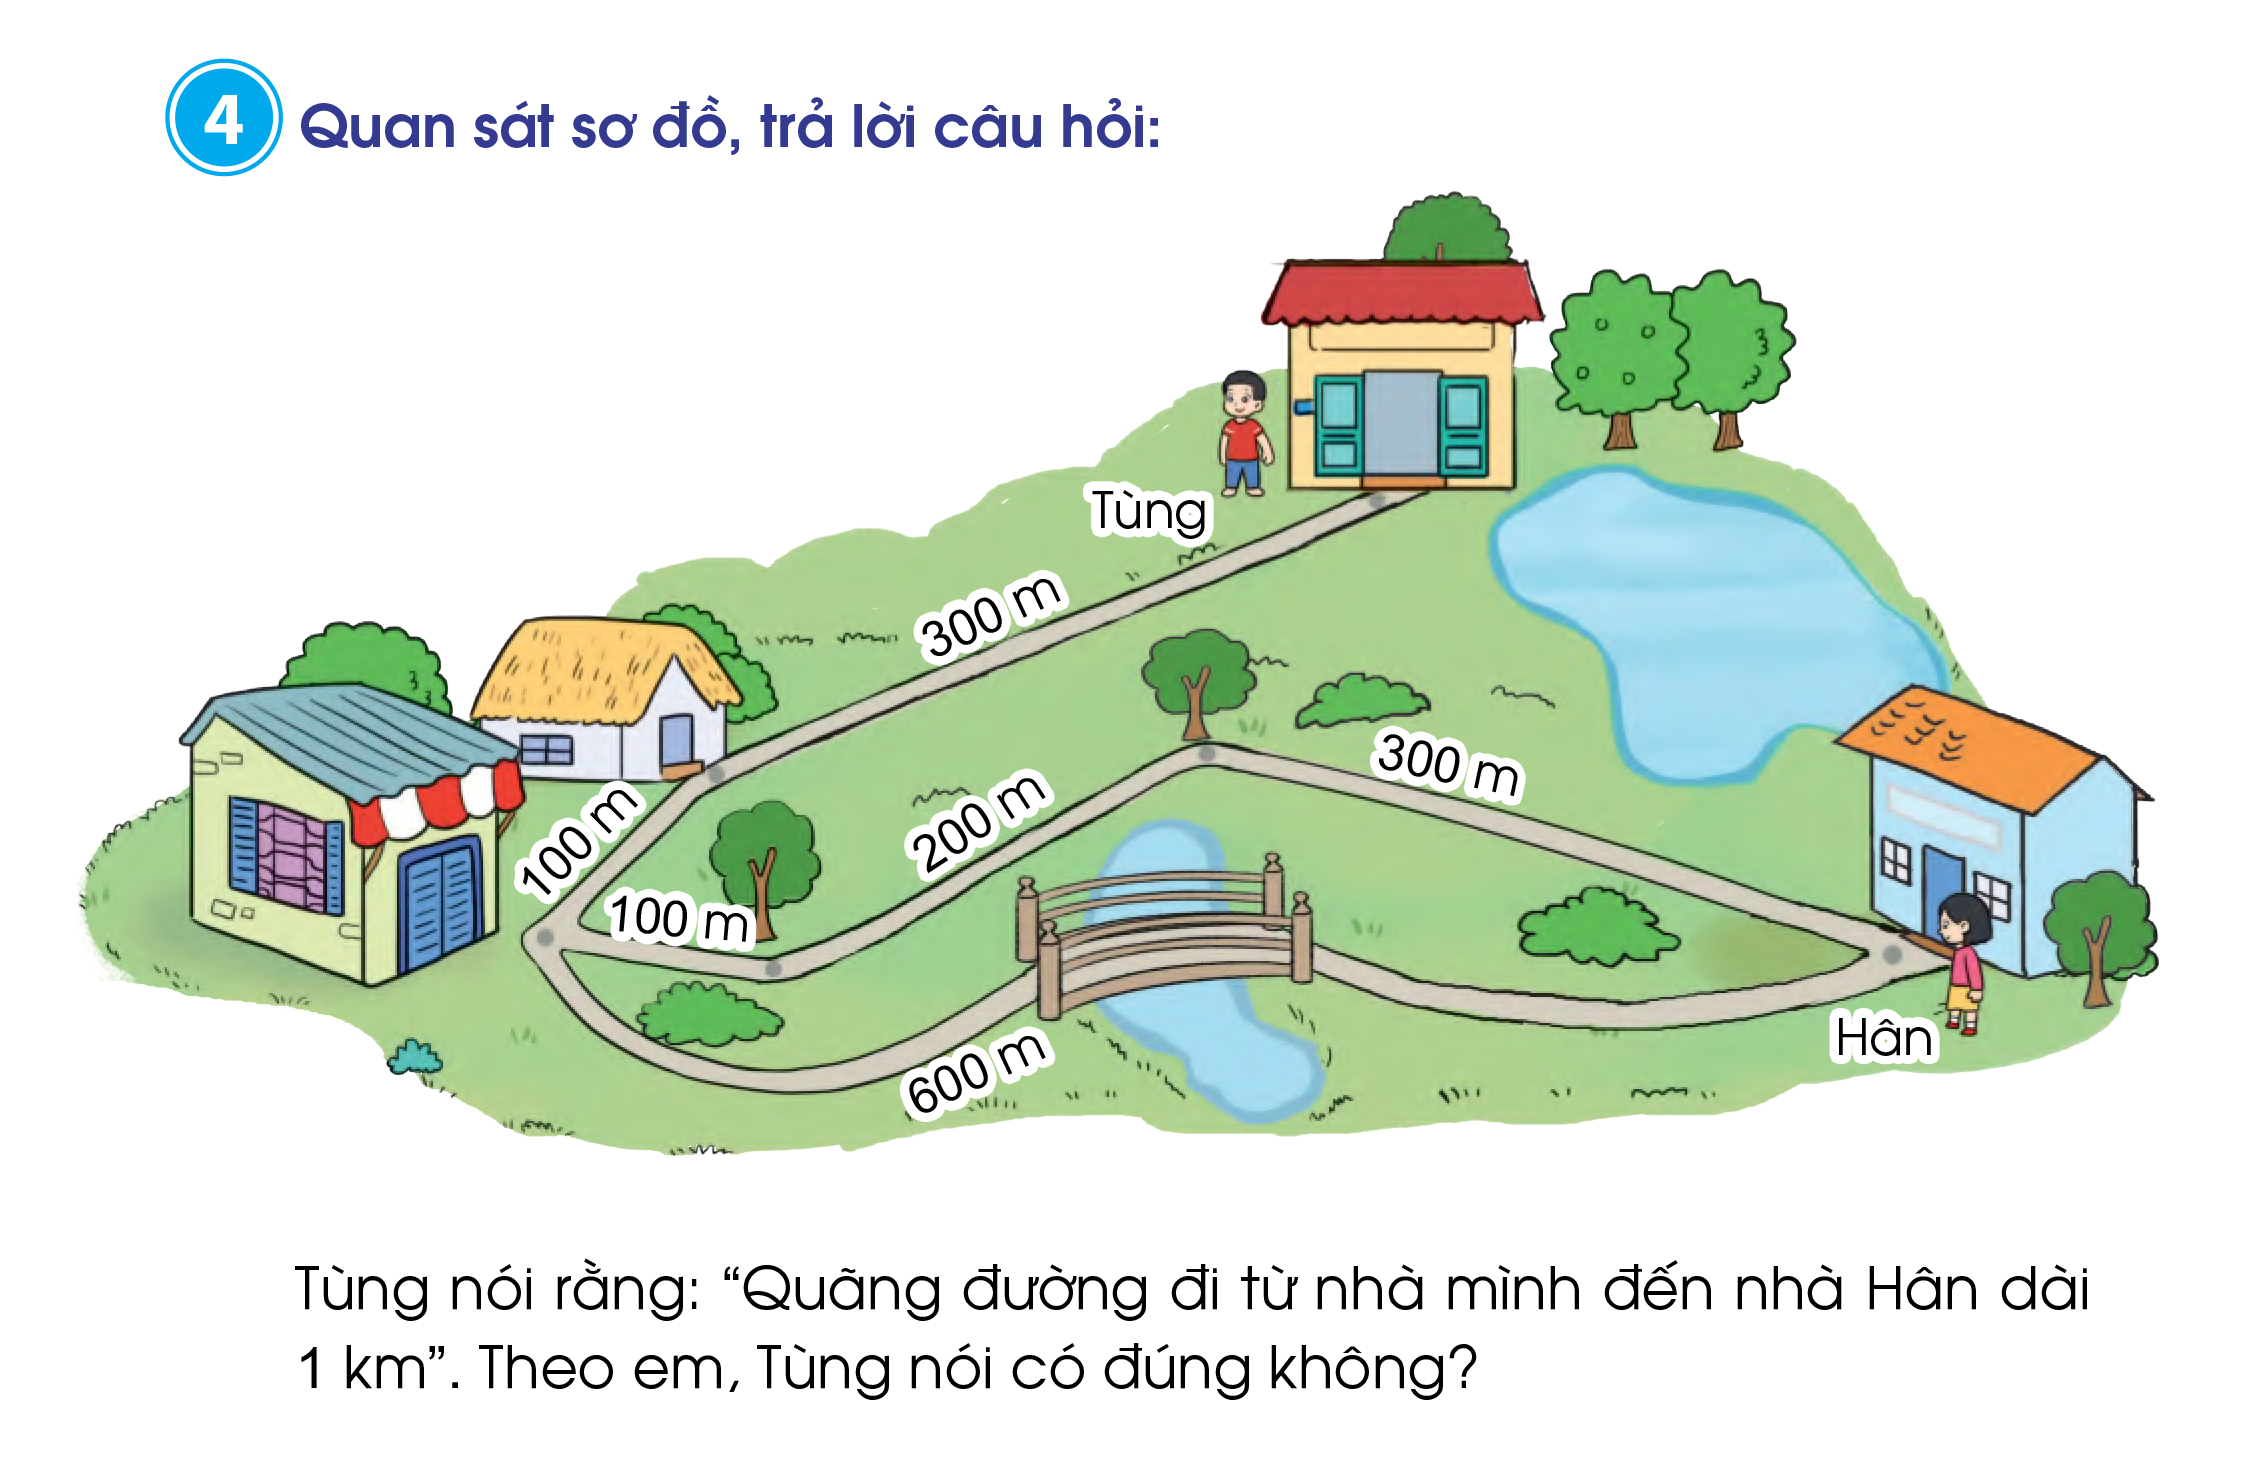 4 Quan sát sơ đồ, trả lời câu hỏi:
Tùng
300 m
300 m
100 m
200 m
100 m
Hân
600 m
Tùng nói rằng: “Quãng đường đi từ nhà mình đến nhà Hân dài
1 km”. Theo em, Tùng nói có đúng không?